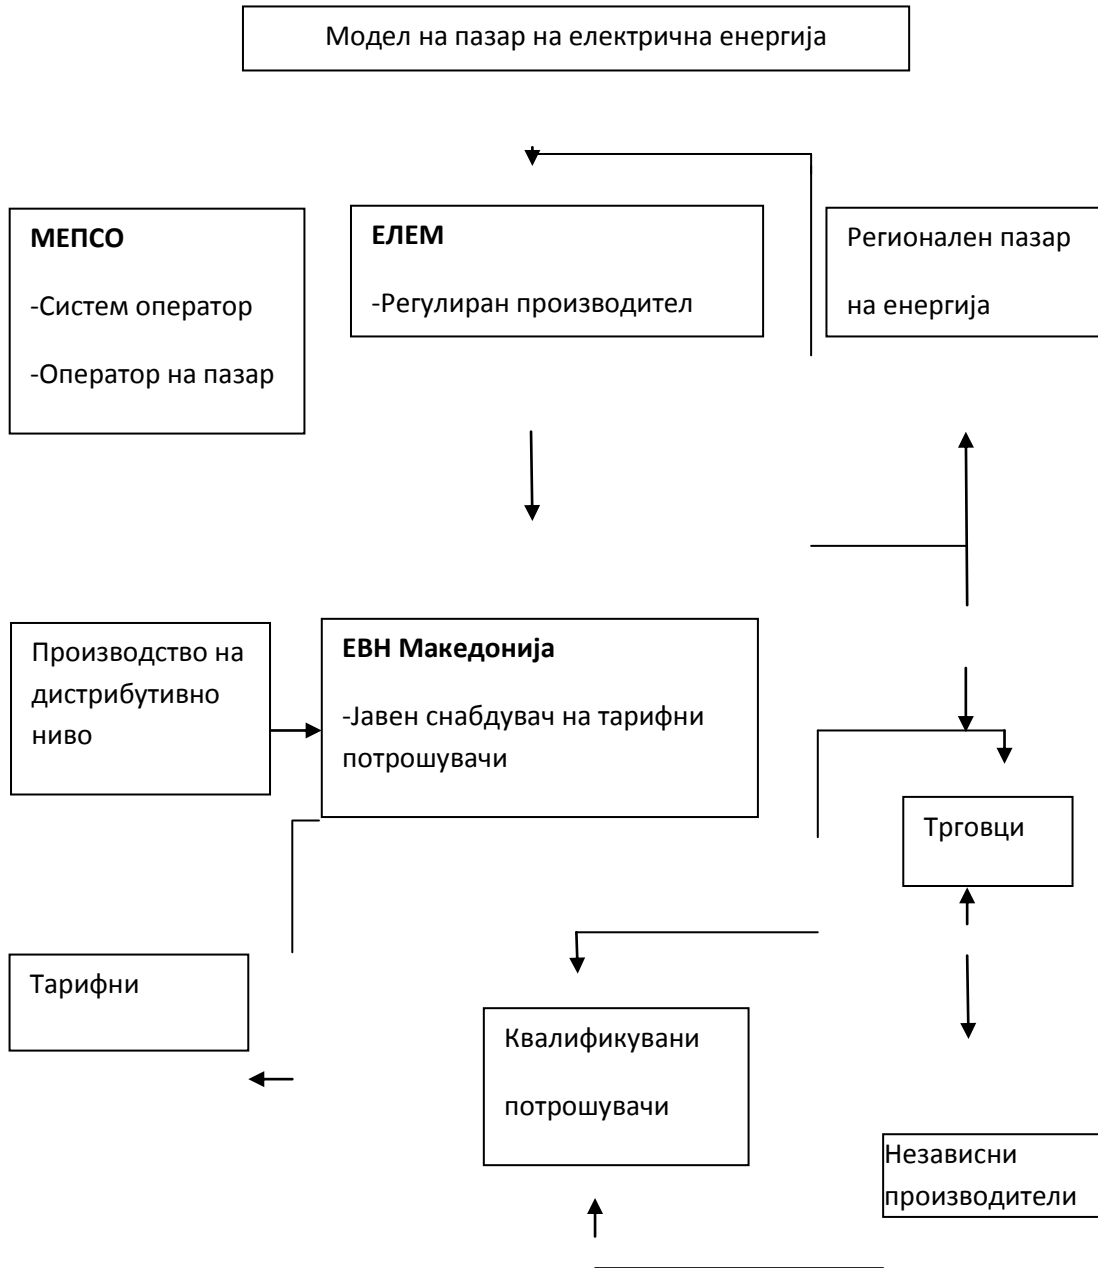 Модел на пазар на електрична енергија
МЕПСО
-Систем оператор
-Оператор на пазар
ЕЛЕМ
-Регулиран производител
Регионален пазар
на енергија
Производство на
дистрибутивно
ниво
ЕВН Македонија
-Јавен снабдувач на тарифни
потрошувачи
Трговци
Тарифни
Квалификувани
потрошувачи
Независни
производители